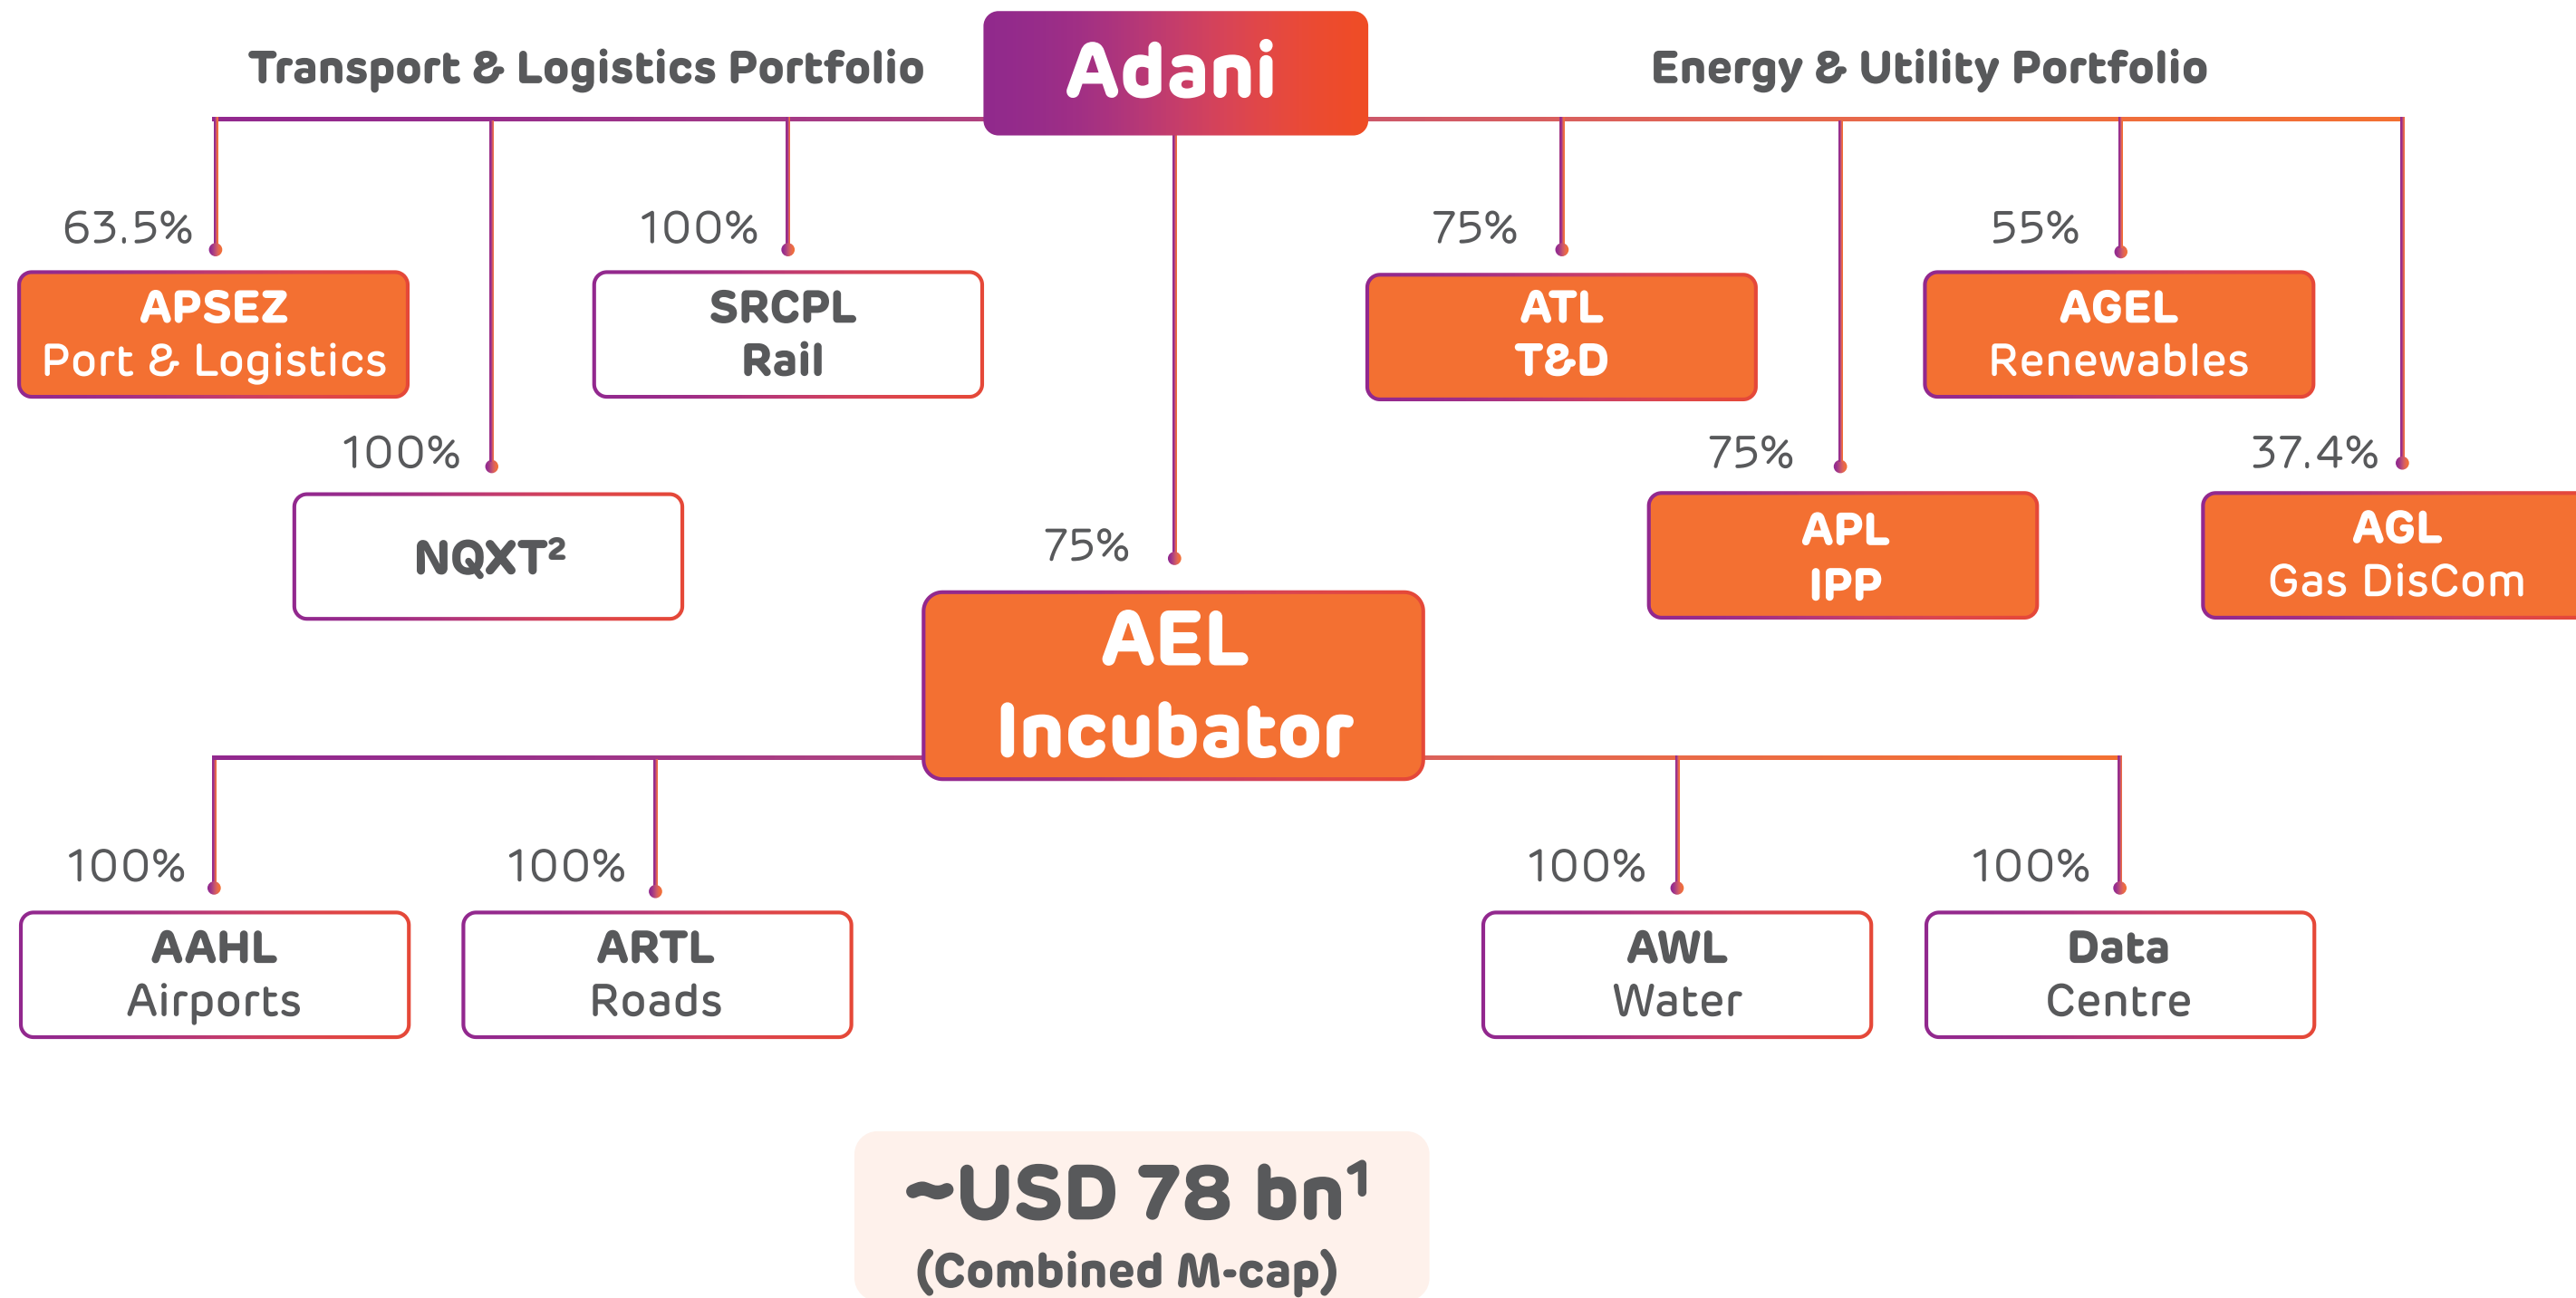 Adani
Transport & Logistics Portfolio
Energy & Utility Portfolio
63.5%
APSEZ
Port & Logistics
100%
NQXT²
100%
SRCPL
Rail
75%
ATL
T&D
75%
APL
IPP
55%
AGEL
Renewables
37.4%
AGL
Gas DisCom
75%
AEL
Incubator
100%
AAHL
Airports
100%
ARTL
Roads
100%
AWL
Water
100%
Data
Centre
~USD 78 bn¹
(Combined M-cap)